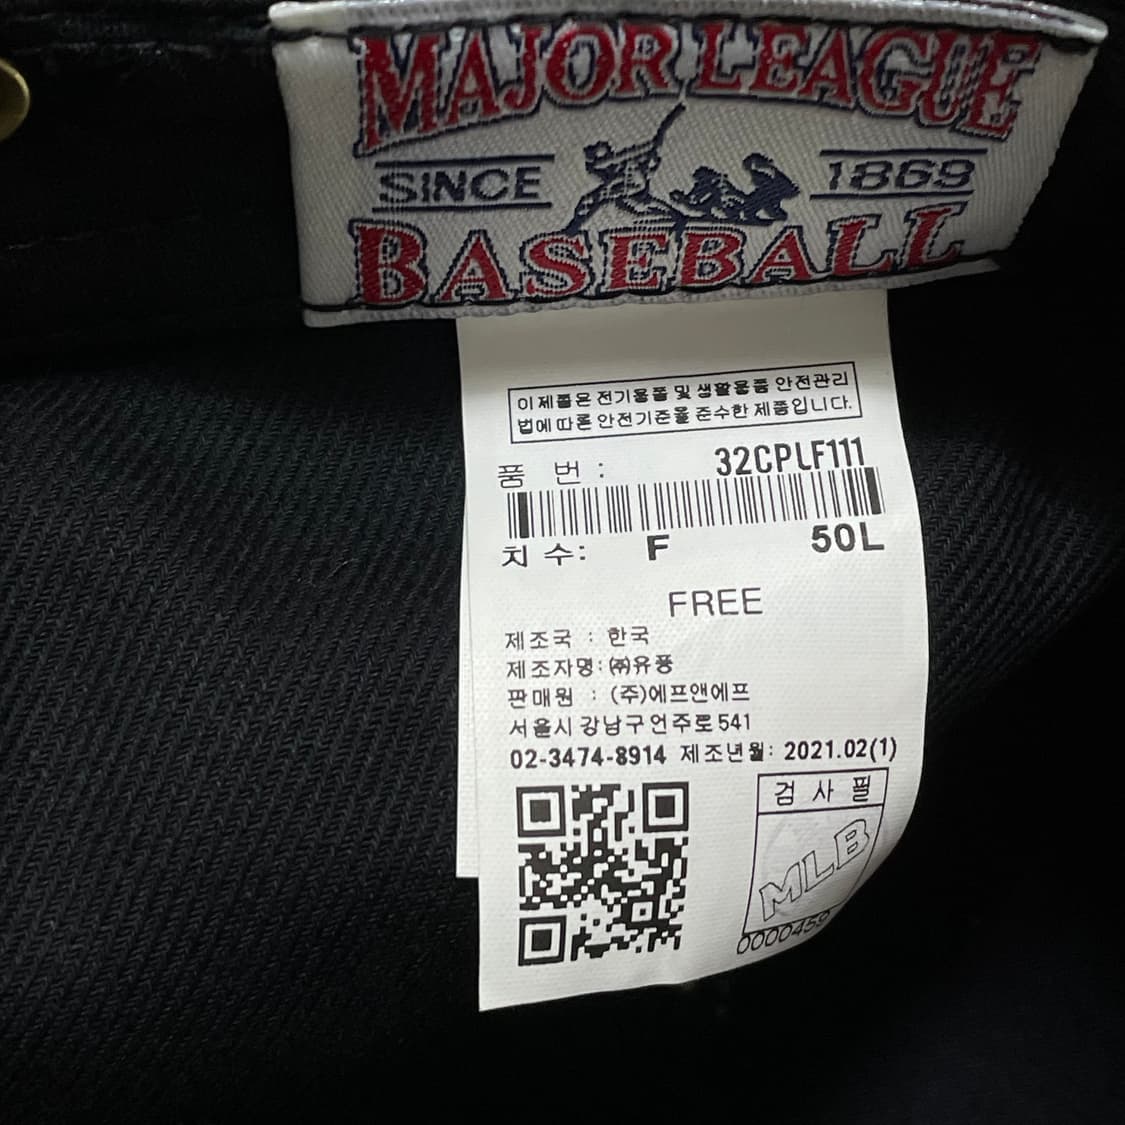 MAJOR LEAGUE
SINCE 1869
BASEBALL
이 제품은 전기용품 및 생활용품 안전관리
법에 따른 안전기준을 준수한 제품입니다.
품 번 : 32CPLF111
치 수: F 50L
FREE
제조국 : 한국
제조자명: ㈜유풍
판매원 : (주)에프앤에프
서울시 강남구 언주로 541
02-3474-8914 제조년월: 2021.02(1)
검 사 필
MLB
0000459